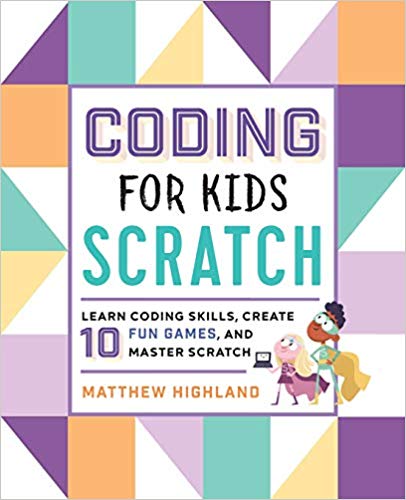 CODING
FOR KIDS
SCRATCH
LEARN CODING SKILLS, CREATE
10 FUN GAMES, AND
MASTER SCRATCH
MATTHEW HIGHLAND